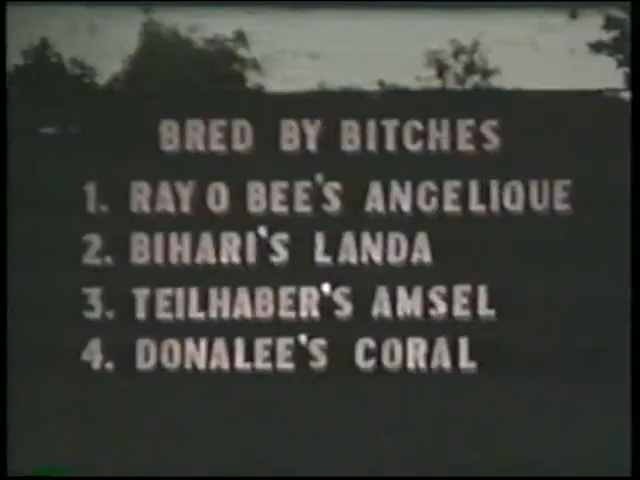 BRED BY BITCHES
1. RAY O BEE'S ANGELIQUE
2. BIHARI'S LANDA
3. TEILHABER'S AMSEL
4. DONALEE'S CORAL